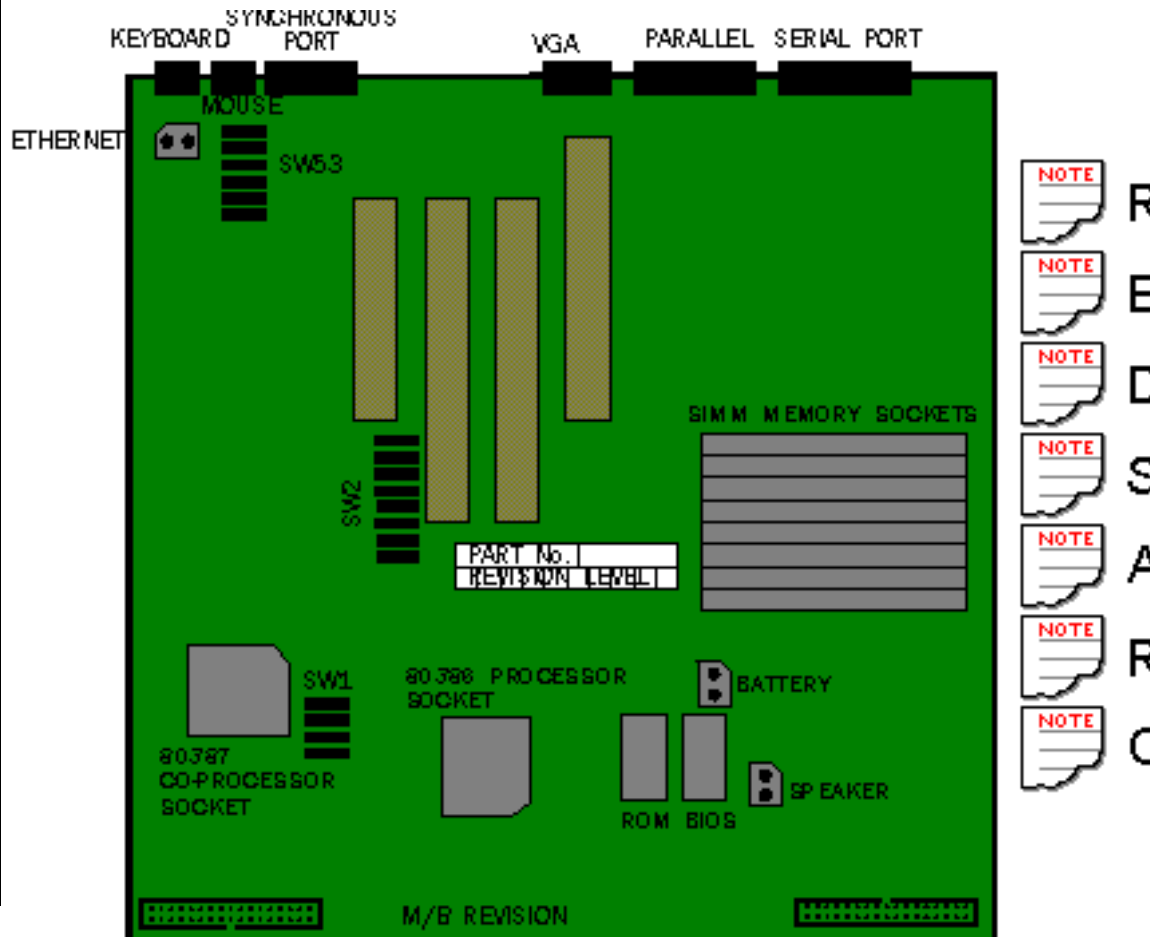 SYNCHRONOUS
KEYBOARD PORT VGA PARALLEL SERIAL PORT
MOUSE
ETHERNET
SW53
NOTE R
NOTE E
NOTE D
SIMM MEMORY SOCKETS
NOTE S
SW2
NOTE A
PART No.
REVISION LEVEL
NOTE R
80386 PROCESSOR
SOCKET
SW1
BATTERY
NOTE
80387
CO-PROCESSOR
SOCKET
SPEAKER
ROM BIOS
M/B REVISION